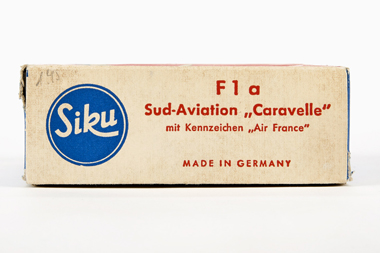 Siku
F1a
Sud-Aviation „Caravelle“
mit Kennzeichen „Air France“
MADE IN GERMANY